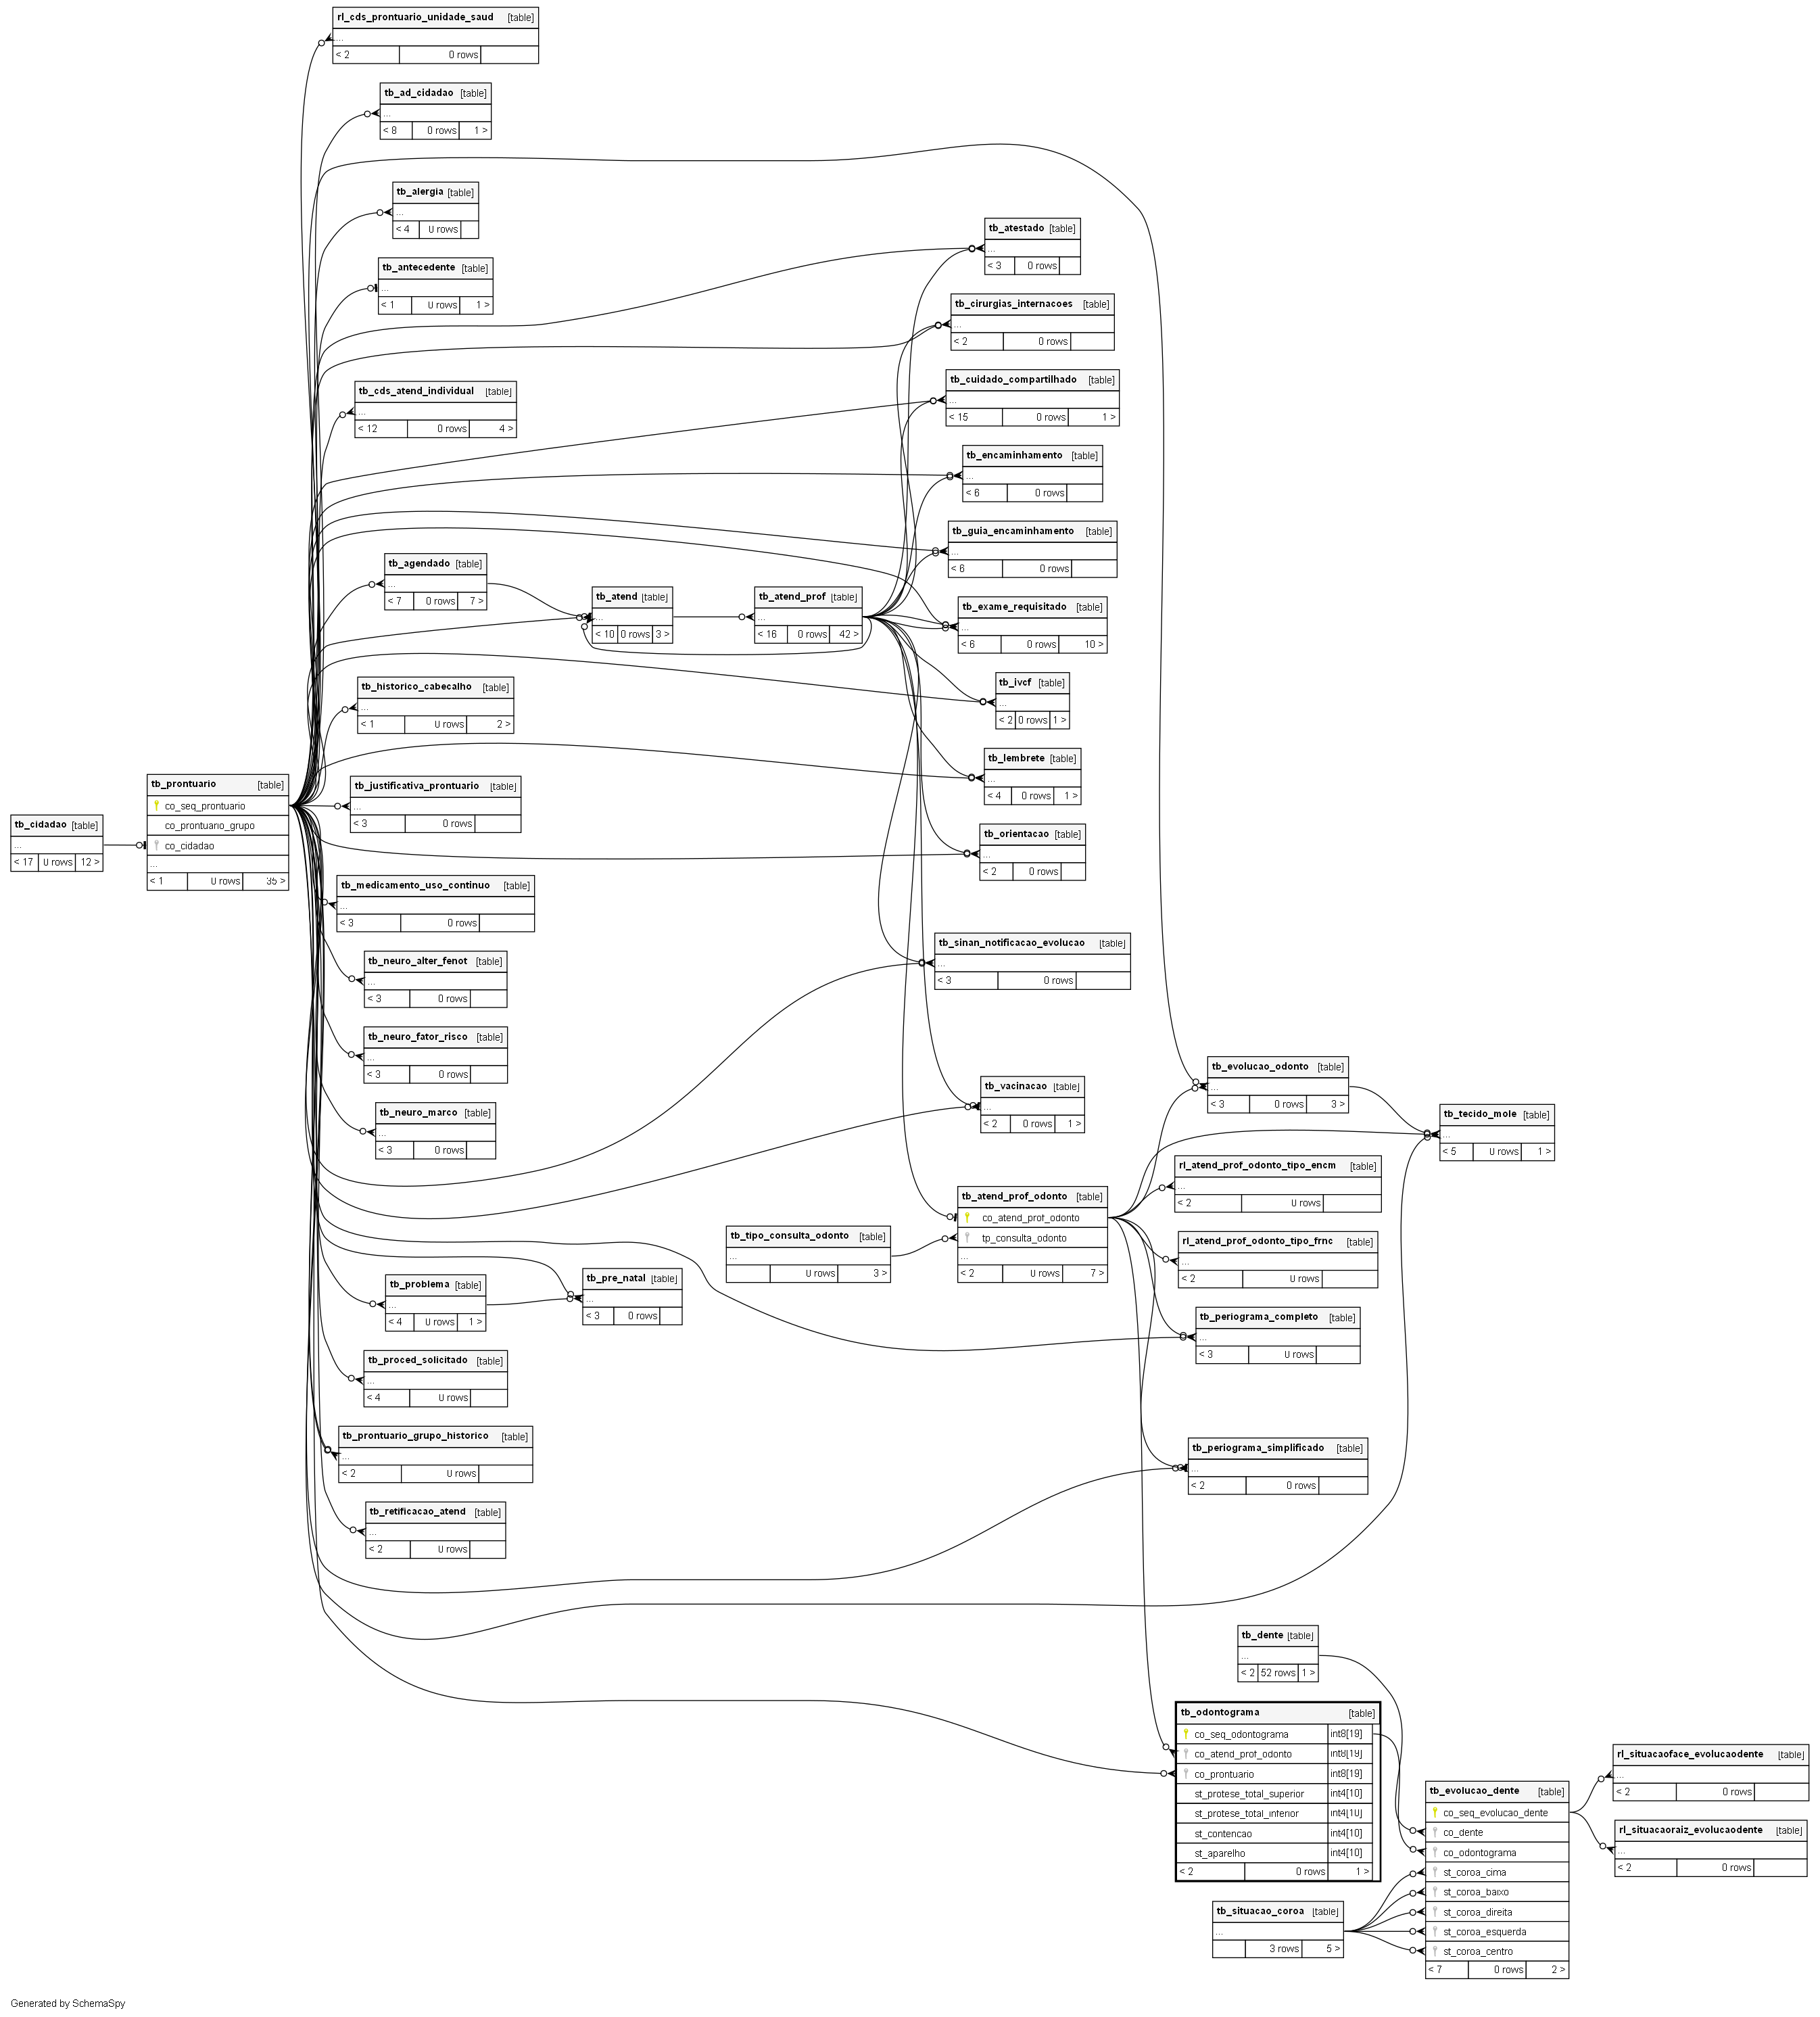 rl_cds_prontuario_unidade_saud [table]
...
< 2 0 rows
tb_ad_cidadao [table]
...
< 8 0 rows 1 >
tb_alergia [table]
...
< 4 0 rows
tb_atestado [table]
...
< 3 0 rows
tb_antecedente [table]
...
< 1 0 rows 1 >
tb_cirurgias_internacoes [table]
...
< 2 0 rows
tb_cds_atend_individual [table]
...
< 12 0 rows 4 >
tb_cuidado_compartilhado [table]
...
< 15 0 rows 1 >
tb_encaminhamento [table]
...
< 6 0 rows
tb_guia_encaminhamento [table]
...
< 6 0 rows
tb_agendado [table]
...
< 7 0 rows 7 >
tb_atend [table]
...
< 10 0 rows 3 >
tb_atend_prof [table]
...
< 16 0 rows 42 >
tb_exame_requisitado [table]
...
< 6 0 rows 10 >
tb_historico_cabecalho [table]
...
< 1 0 rows 2 >
tb_ivcf [table]
...
< 2 0 rows 1 >
tb_lembrete [table]
...
< 4 0 rows 1 >
tb_prontuario [table]
co_seq_prontuario
co_prontuario_grupo
co_cidadao
...
< 1 0 rows 35 >
tb_cidadao [table]
...
< 17 0 rows 12 >
tb_justificativa_prontuario [table]
...
< 3 0 rows
tb_orientacao [table]
...
< 2 0 rows
tb_medicamento_uso_continuo [table]
...
< 3 0 rows
tb_sinan_notificacao_evolucao [table]
...
< 3 0 rows
tb_neuro_alter_fenot [table]
...
< 3 0 rows
tb_neuro_fator_risco [table]
...
< 3 0 rows
tb_neuro_marco [table]
...
< 3 0 rows
tb_vacinacao [table]
...
< 2 0 rows 1 >
tb_evolucao_odonto [table]
...
< 3 0 rows 3 >
tb_tecido_mole [table]
...
< 5 0 rows 1 >
rl_atend_prof_odonto_tipo_encm [table]
...
< 2 0 rows
tb_atend_prof_odonto [table]
co_atend_prof_odonto
tp_consulta_odonto
...
< 2 0 rows 7 >
tb_tipo_consulta_odonto [table]
...
0 rows 3 >
rl_atend_prof_odonto_tipo_frnc [table]
...
< 2 0 rows
tb_problema [table]
...
< 4 0 rows 1 >
tb_pre_natal [table]
...
< 3 0 rows
tb_periograma_completo [table]
...
< 3 0 rows
tb_proced_solicitado [table]
...
< 4 0 rows
tb_prontuario_grupo_historico [table]
...
< 2 0 rows
tb_periograma_simplificado [table]
...
< 2 0 rows
tb_retificacao_atend [table]
...
< 2 0 rows
tb_dente [table]
...
< 2 52 rows 1 >
tb_odontograma [table]
co_seq_odontograma int8[19]
co_atend_prof_odonto int8[19]
co_prontuario int8[19]
st_protese_total_superior int4[10]
st_protese_total_inferior int4[10]
st_contencao int4[10]
st_aparelho int4[10]
< 2 0 rows 1 >
rl_situacaoface_evolucaodente [table]
...
< 2 0 rows
tb_evolucao_dente [table]
co_seq_evolucao_dente
co_dente
co_odontograma
st_coroa_cima
st_coroa_baixo
st_coroa_direita
st_coroa_esquerda
st_coroa_centro
< 7 0 rows 2 >
rl_situacaoraiz_evolucaodente [table]
...
< 2 0 rows
tb_situacao_coroa [table]
...
3 rows 5 >
Generated by SchemaSpy